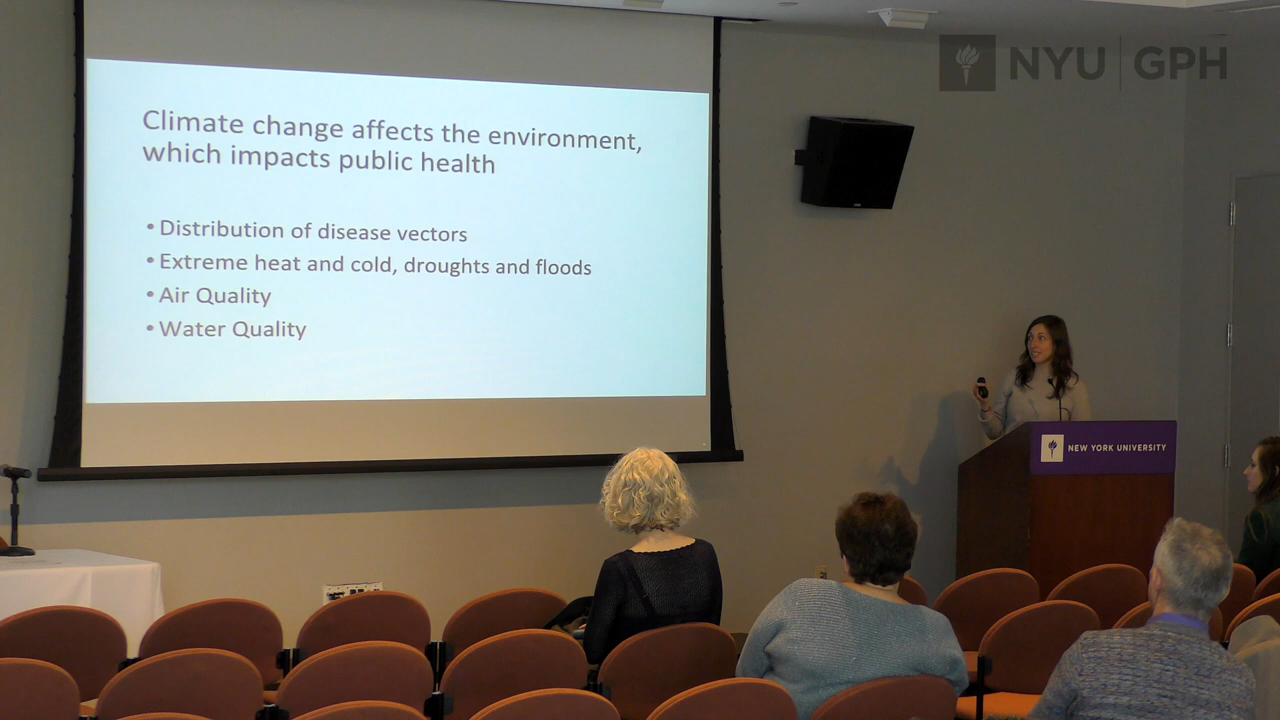 NYU GPH
Climate change affects the environment,
which impacts public health
• Distribution of disease vectors
• Extreme heat and cold, droughts and floods
• Air Quality
• Water Quality
NEW YORK UNIVERSITY